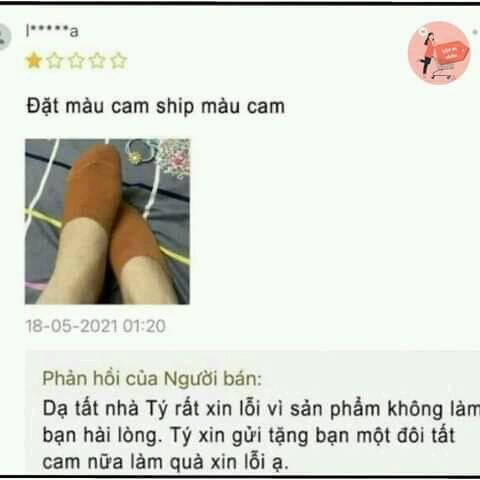 l*****a
Đặt màu cam ship màu cam
18-05-2021 01:20
Phản hồi của Người bán:
Dạ tất nhà Tý rất xin lỗi vì sản phẩm không làm
bạn hài lòng. Tý xin gửi tặng bạn một đôi tất
cam nữa làm quà xin lỗi ạ.